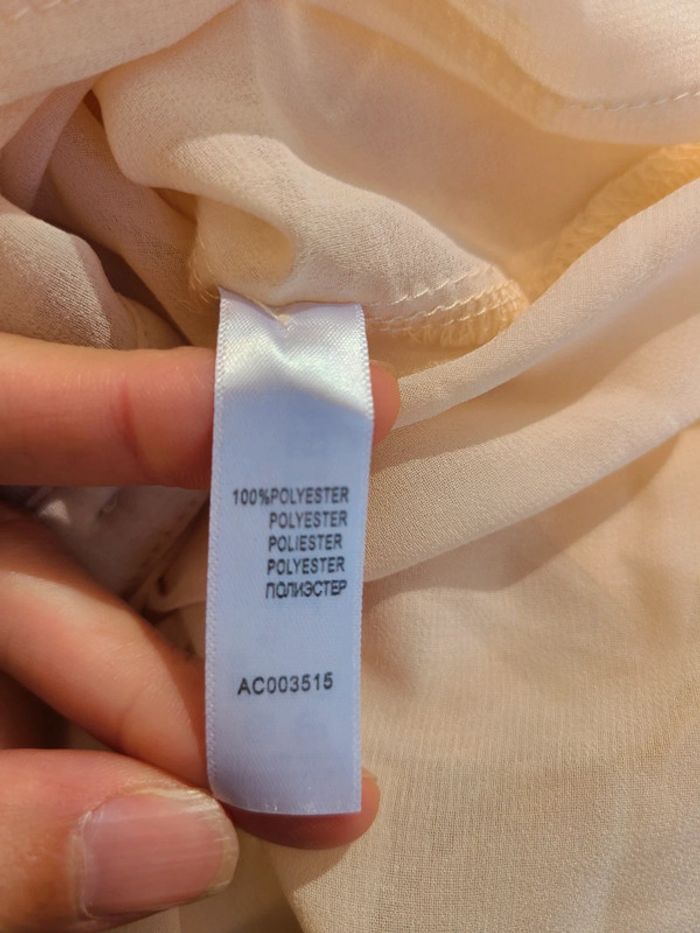 100%POLYESTER
POLYESTER
POLIESTER
POLYESTER
ПОЛИЭСТЕР
AC003515